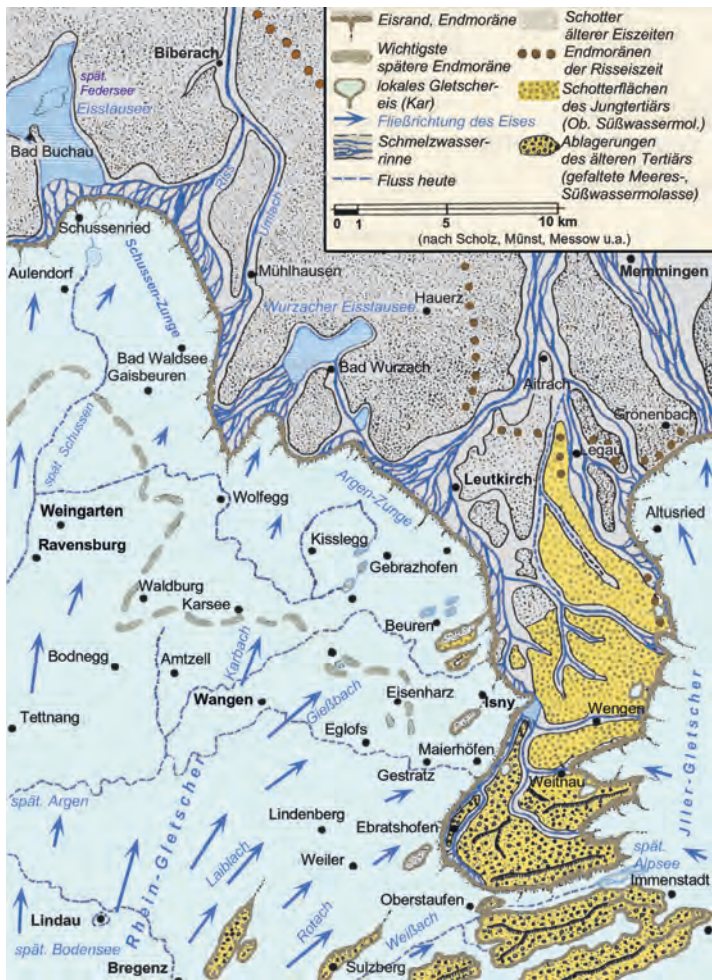 Eisrand, Endmoräne
Wichtigste
spätere Endmoräne
lokales Gletscher-
eis (Kar)
Fließrichtung des Eises
Schmelzwasser-
rinne
Fluss heute
Schotter
älterer Eiszeiten
Endmoränen
der Risseiszeit
Schotterflächen
des Jungtertiärs
(Ob. Süßwassermol.)
Ablagerungen
des älteren Tertiärs
(gefaltete Meeres-,
Süßwassermolasse)
0 1 5 10 km
(nach Scholz, Münst, Messow u.a.)
Biberach
spät.
Federsee
Eisstausee
Bad Buchau
Riss
Umlach
Schussenried
Aulendorf
Schussen-Zunge
Mühlhausen
Memmingen
Wurzacher Eisstausee
Hauerz
Bad Waldsee
Gaisbeuren
Bad Wurzach
Aitrach
Grönenbach
spät. Schussen
Legau
Argen-Zunge
Leutkirch
Wolfegg
Weingarten
Altusried
Ravensburg
Kisslegg
Gebrazhofen
Waldburg
Karsee
Beuren
Bodnegg
Amtzell
Karbach
Wangen
Gießbach
Eisenharz
Isny
Wengen
Tettnang
Eglofs
Maierhöfen
Gestratz
Weitnau
Iller-Gletscher
spät. Argen
Rhein-Gletscher
Lindenberg
Ebratshofen
Laiblach
Weiler
spät.
Alpsee
Immenstadt
Oberstaufen
Lindau
Rotach
Weißach
spät. Bodensee
Bregenz
Sulzberg